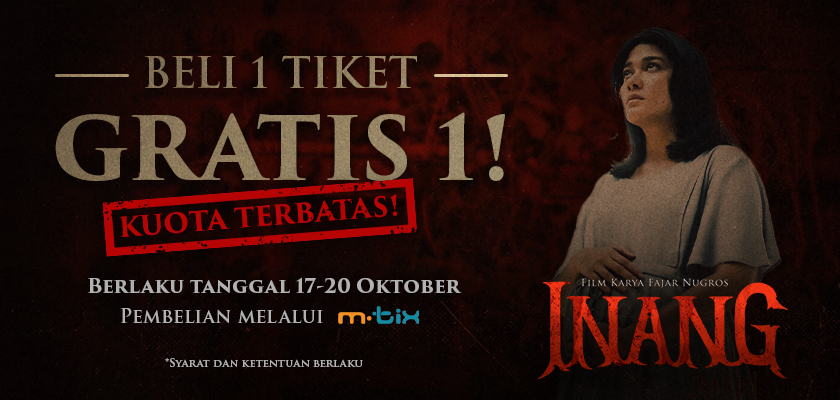 BELI 1 TIKET
GRATIS 1!
KUOTA TERBATAS!
BERLAKU TANGGAL 17-20 OKTOBER
PEMBELIAN MELALUI m·tix
*SYARAT DAN KETENTUAN BERLAKU
FILM KARYA FAJAR NUGROS
INANG